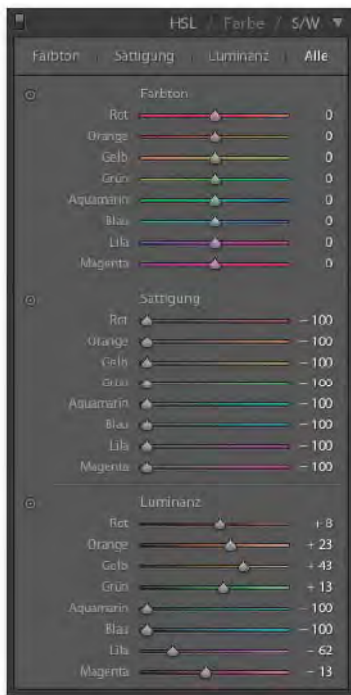 HSL / Farbe / S/W
Farbton Sättigung Luminanz Alle
Farbton
Rot 0
Orange 0
Gelb 0
Grün 0
Aquamarin 0
Blau 0
Lila 0
Magenta 0
Sättigung
Rot − 100
Orange − 100
Gelb − 100
Grün − 100
Aquamarin − 100
Blau − 100
Lila − 100
Magenta − 100
Luminanz
Rot + 8
Orange + 23
Gelb + 43
Grün + 13
Aquamarin − 100
Blau − 100
Lila − 62
Magenta − 13